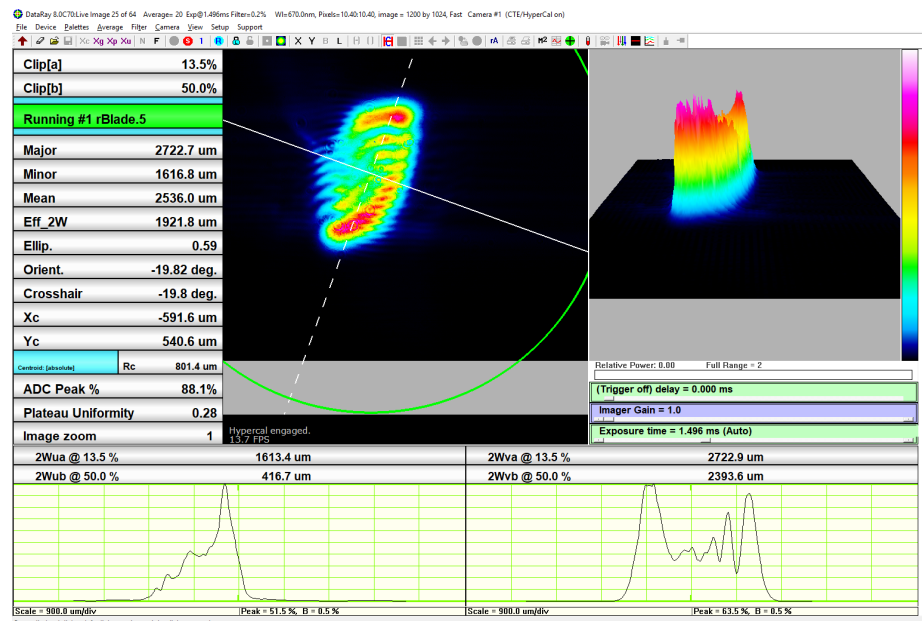 DataRay 8.0C70:Live Image 25 of 64 Average= 20 Exp@1.496ms Filter=0.2% Wl=670.0nm, Pixels=10.40:10.40, image = 1200 by 1024, Fast Camera #1 (CTE/HyperCal on)
File Device Palettes Average Filter Camera View Setup Support
Xc Xg Xp Xu N F S 1 R X Y B L H rA M²
Clip[a] 13.5%
Clip[b] 50.0%
Running #1 rBlade.5
Major 2722.7 um
Minor 1616.8 um
Mean 2536.0 um
Eff_2W 1921.8 um
Ellip. 0.59
Orient. -19.82 deg.
Crosshair -19.8 deg.
Xc -591.6 um
Yc 540.6 um
Centroid: [absolute] Rc 801.4 um
ADC Peak % 88.1%
Plateau Uniformity 0.28
Image zoom 1
Hypercal engaged.
13.7 FPS
Relative Power: 0.00 Full Range = 2
(Trigger off) delay = 0.000 ms
Imager Gain = 1.0
Exposure time = 1.496 ms (Auto)
2Wua @ 13.5 % 1613.4 um
2Wub @ 50.0 % 416.7 um
2Wva @ 13.5 % 2722.9 um
2Wvb @ 50.0 % 2393.6 um
Scale = 900.0 um/div Peak = 51.5 %, B = 0.5 %
Scale = 900.0 um/div Peak = 63.5 %, B = 0.5 %